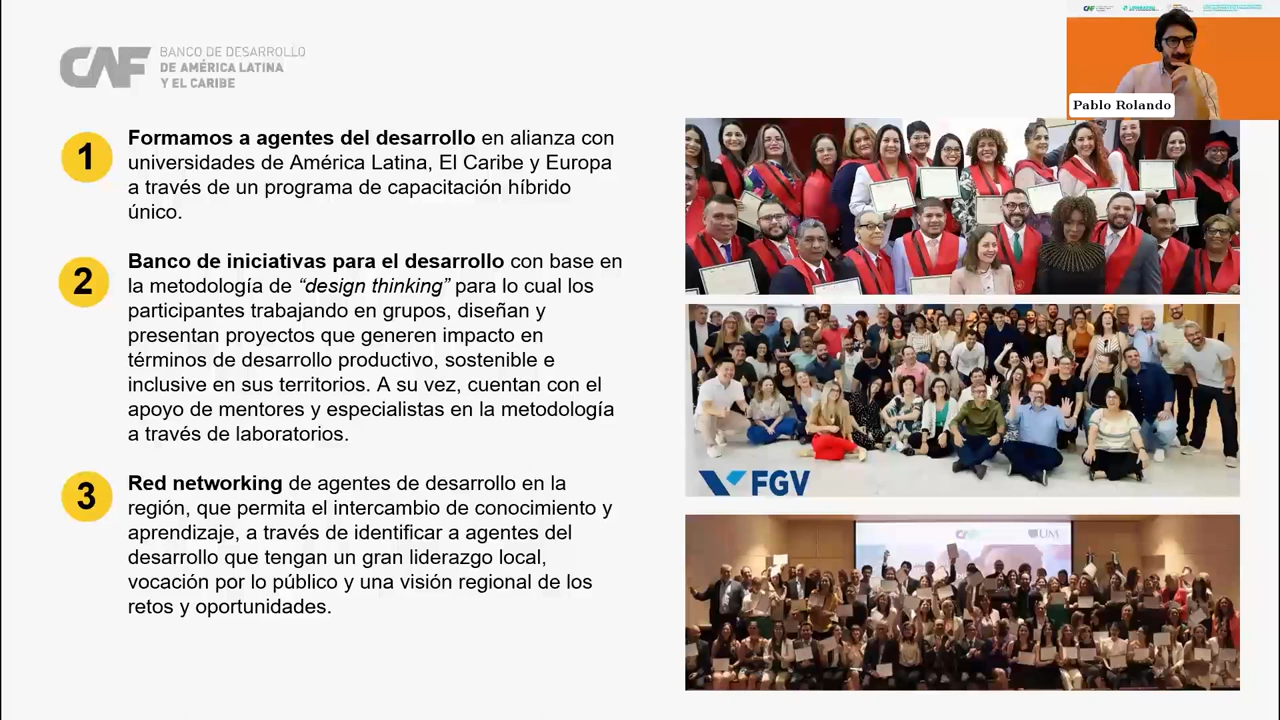 CAF BANCO DE DESARROLLO
DE AMÉRICA LATINA
Y EL CARIBE
Pablo Rolando
1 Formamos a agentes del desarrollo en alianza con
universidades de América Latina, El Caribe y Europa
a través de un programa de capacitación híbrido
único.
2 Banco de iniciativas para el desarrollo con base en
la metodología de “design thinking” para lo cual los
participantes trabajando en grupos, diseñan y
presentan proyectos que generen impacto en
términos de desarrollo productivo, sostenible e
inclusive en sus territorios. A su vez, cuentan con el
apoyo de mentores y especialistas en la metodología
a través de laboratorios.
3 Red networking de agentes de desarrollo en la
región, que permita el intercambio de conocimiento y
aprendizaje, a través de identificar a agentes del
desarrollo que tengan un gran liderazgo local,
vocación por lo público y una visión regional de los
retos y oportunidades.
FGV
CAF
UM